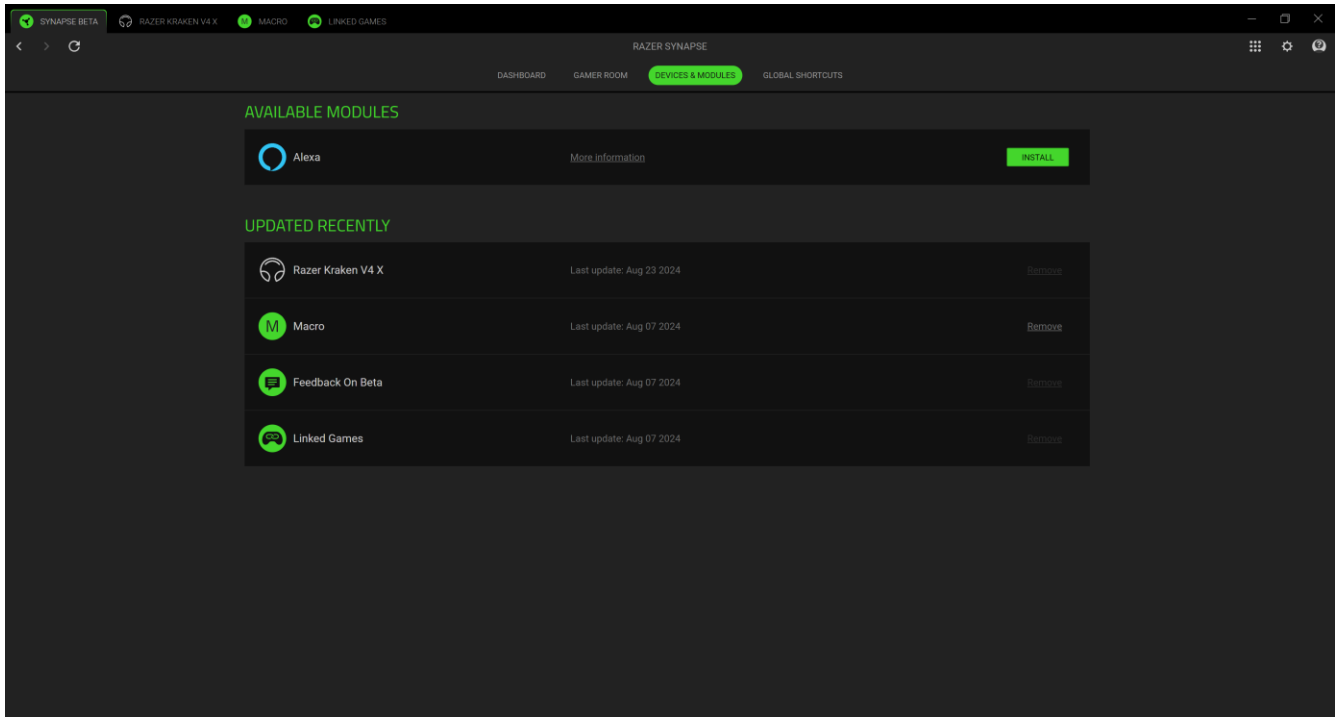 SYNAPSE BETA RAZER KRAKEN V4 X M MACRO LINKED GAMES
RAZER SYNAPSE
DASHBOARD GAMER ROOM DEVICES & MODULES GLOBAL SHORTCUTS
AVAILABLE MODULES
Alexa More information INSTALL
UPDATED RECENTLY
Razer Kraken V4 X Last update: Aug 23 2024 Remove
M Macro Last update: Aug 07 2024 Remove
Feedback On Beta Last update: Aug 07 2024 Remove
Linked Games Last update: Aug 07 2024 Remove